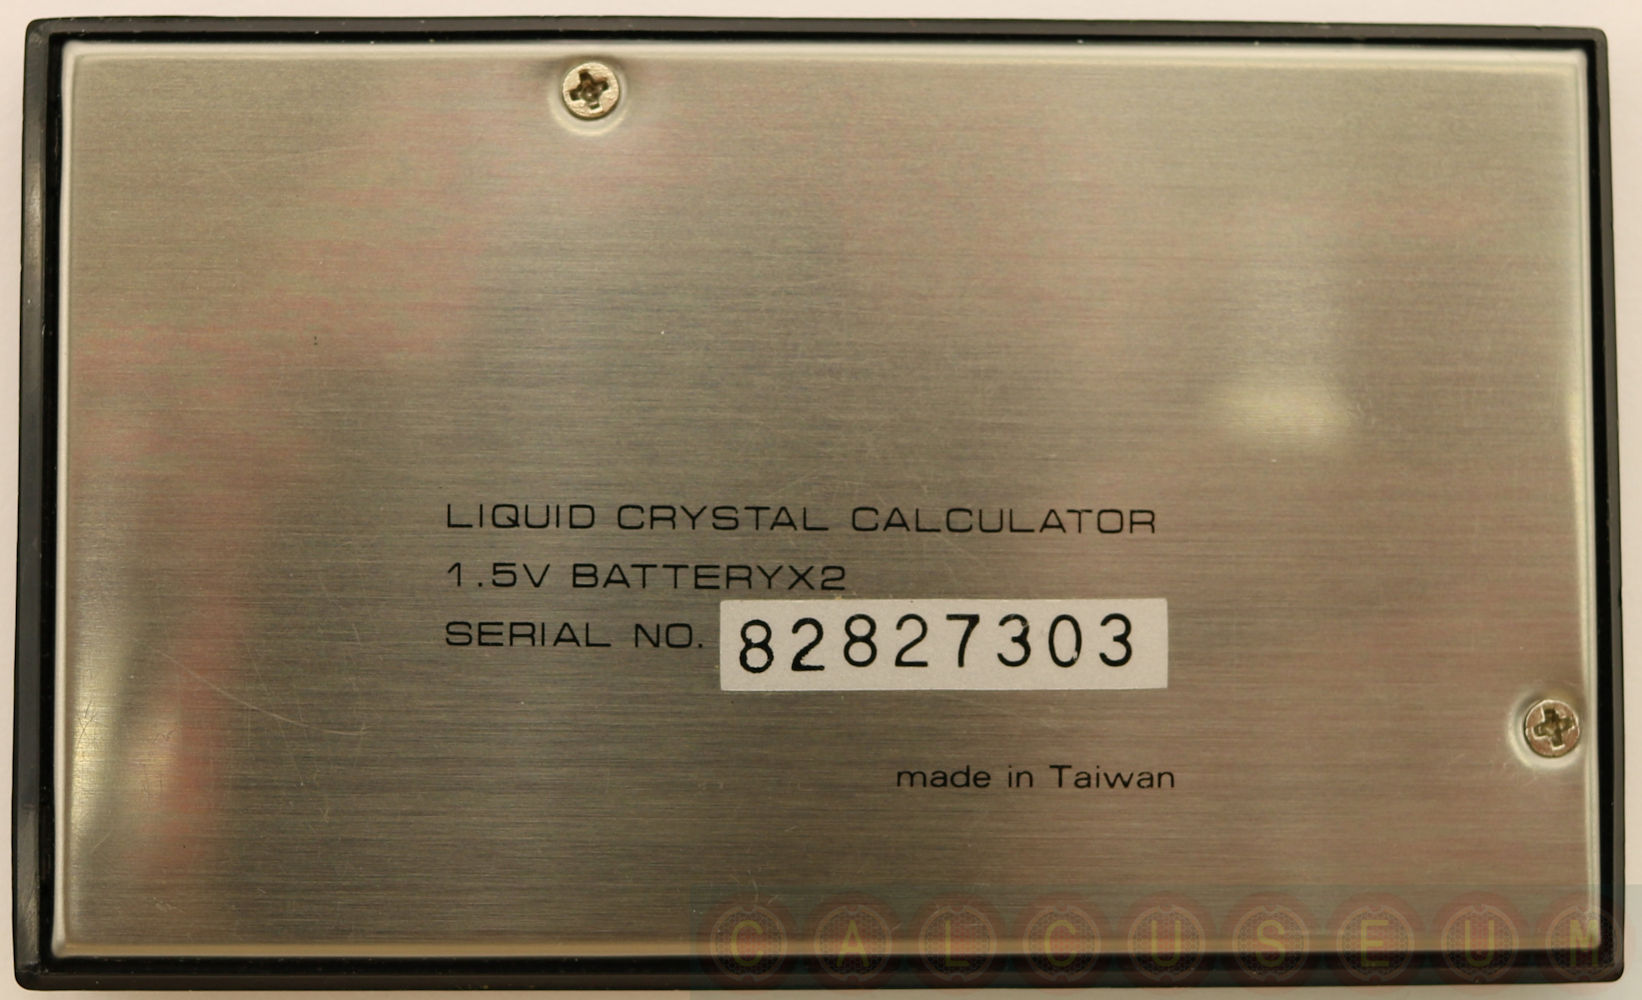 LIQUID CRYSTAL CALCULATOR
1.5V BATTERYX2
SERIAL NO. 82827303
made in Taiwan
CALCUSEUM